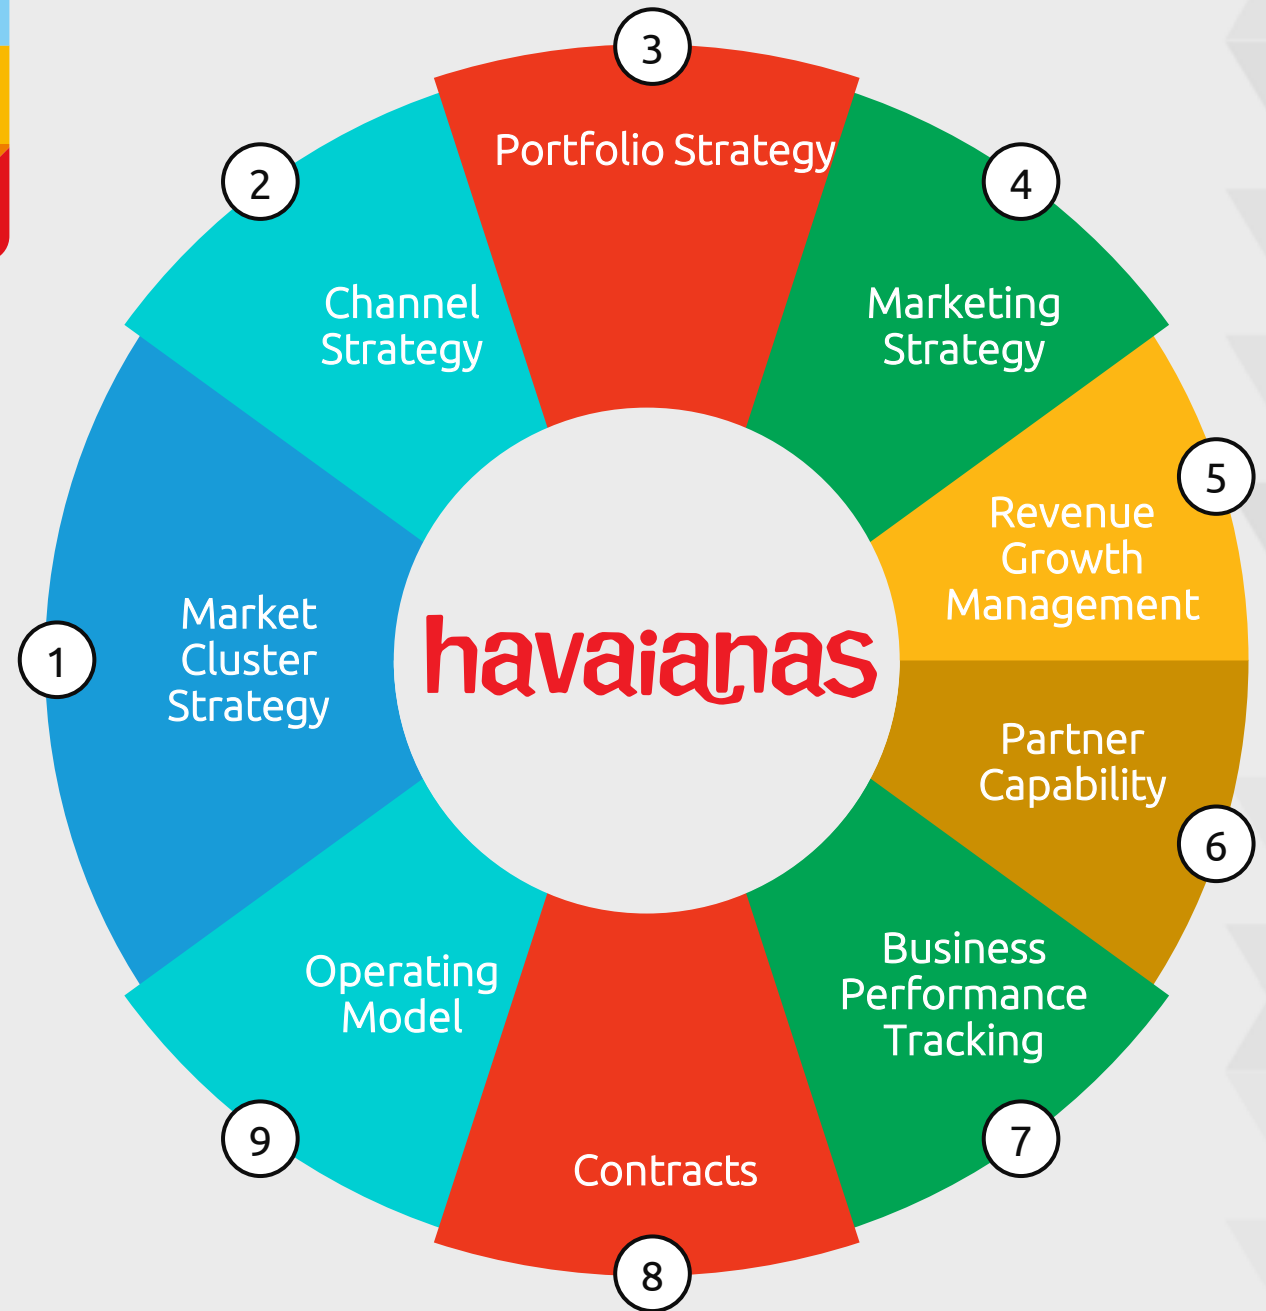 3
Portfolio Strategy
2
Channel
Strategy
4
Marketing
Strategy
5
Revenue
Growth
Management
1
Market
Cluster
Strategy
havaianas
Partner
Capability
6
Business
Performance
Tracking
7
Operating
Model
9
Contracts
8